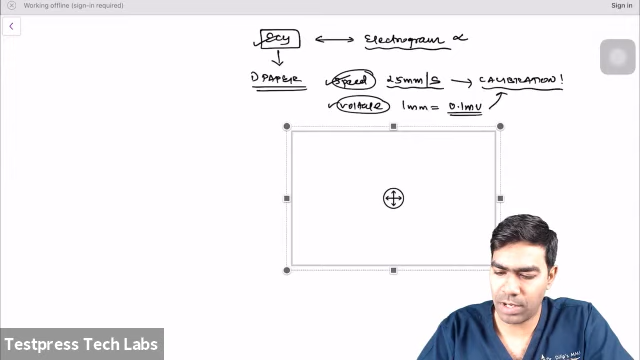 Working offline (sign-in required) Sign in
ECG ↔ Electrogram α
↓
① PAPER Speed 25mm/S → CALIBRATION!
Voltage 1mm = 0.1mv
Testpress Tech Labs